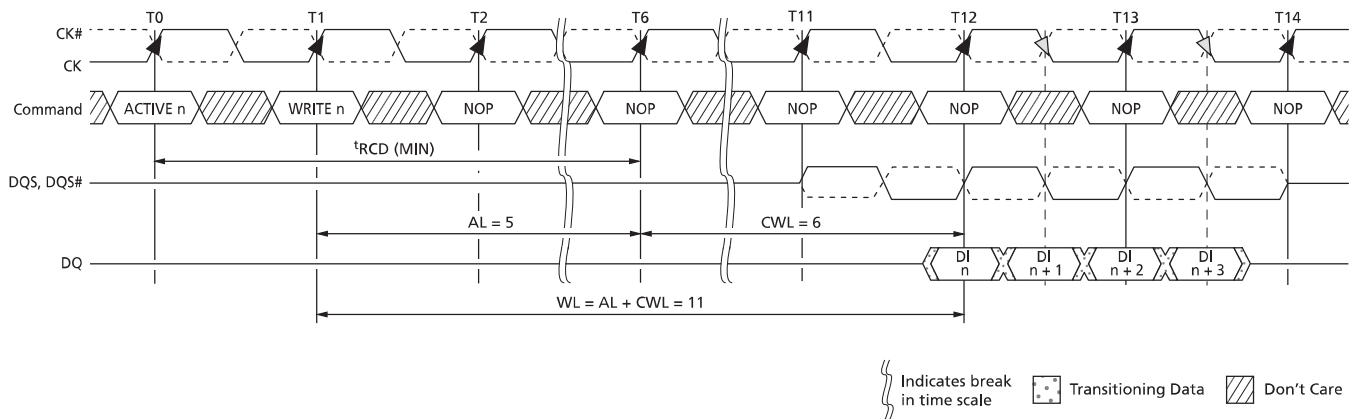 T0 T1 T2 T6 T11 T12 T13 T14
CK#
CK
Command ACTIVE n WRITE n NOP NOP NOP NOP NOP NOP
tRCD (MIN)
DQS, DQS#
AL = 5 CWL = 6
DQ DI n DI n + 1 DI n + 2 DI n + 3
WL = AL + CWL = 11
Indicates break in time scale
Transitioning Data
Don't Care